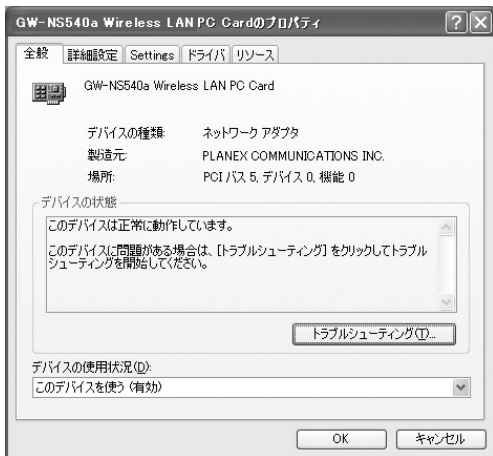 GW-NS540a Wireless LAN PC Cardのプロパティ
全般 詳細設定 Settings ドライバ リソース
GW-NS540a Wireless LAN PC Card
デバイスの種類: ネットワーク アダプタ
製造元: PLANEX COMMUNICATIONS INC.
場所: PCI バス 5, デバイス 0, 機能 0
デバイスの状態
このデバイスは正常に動作しています。
このデバイスに問題がある場合は、[トラブルシューティング] をクリックしてトラブル
シューティングを開始してください。
トラブルシューティング(T)...
デバイスの使用状況(D):
このデバイスを使う (有効)
OK キャンセル